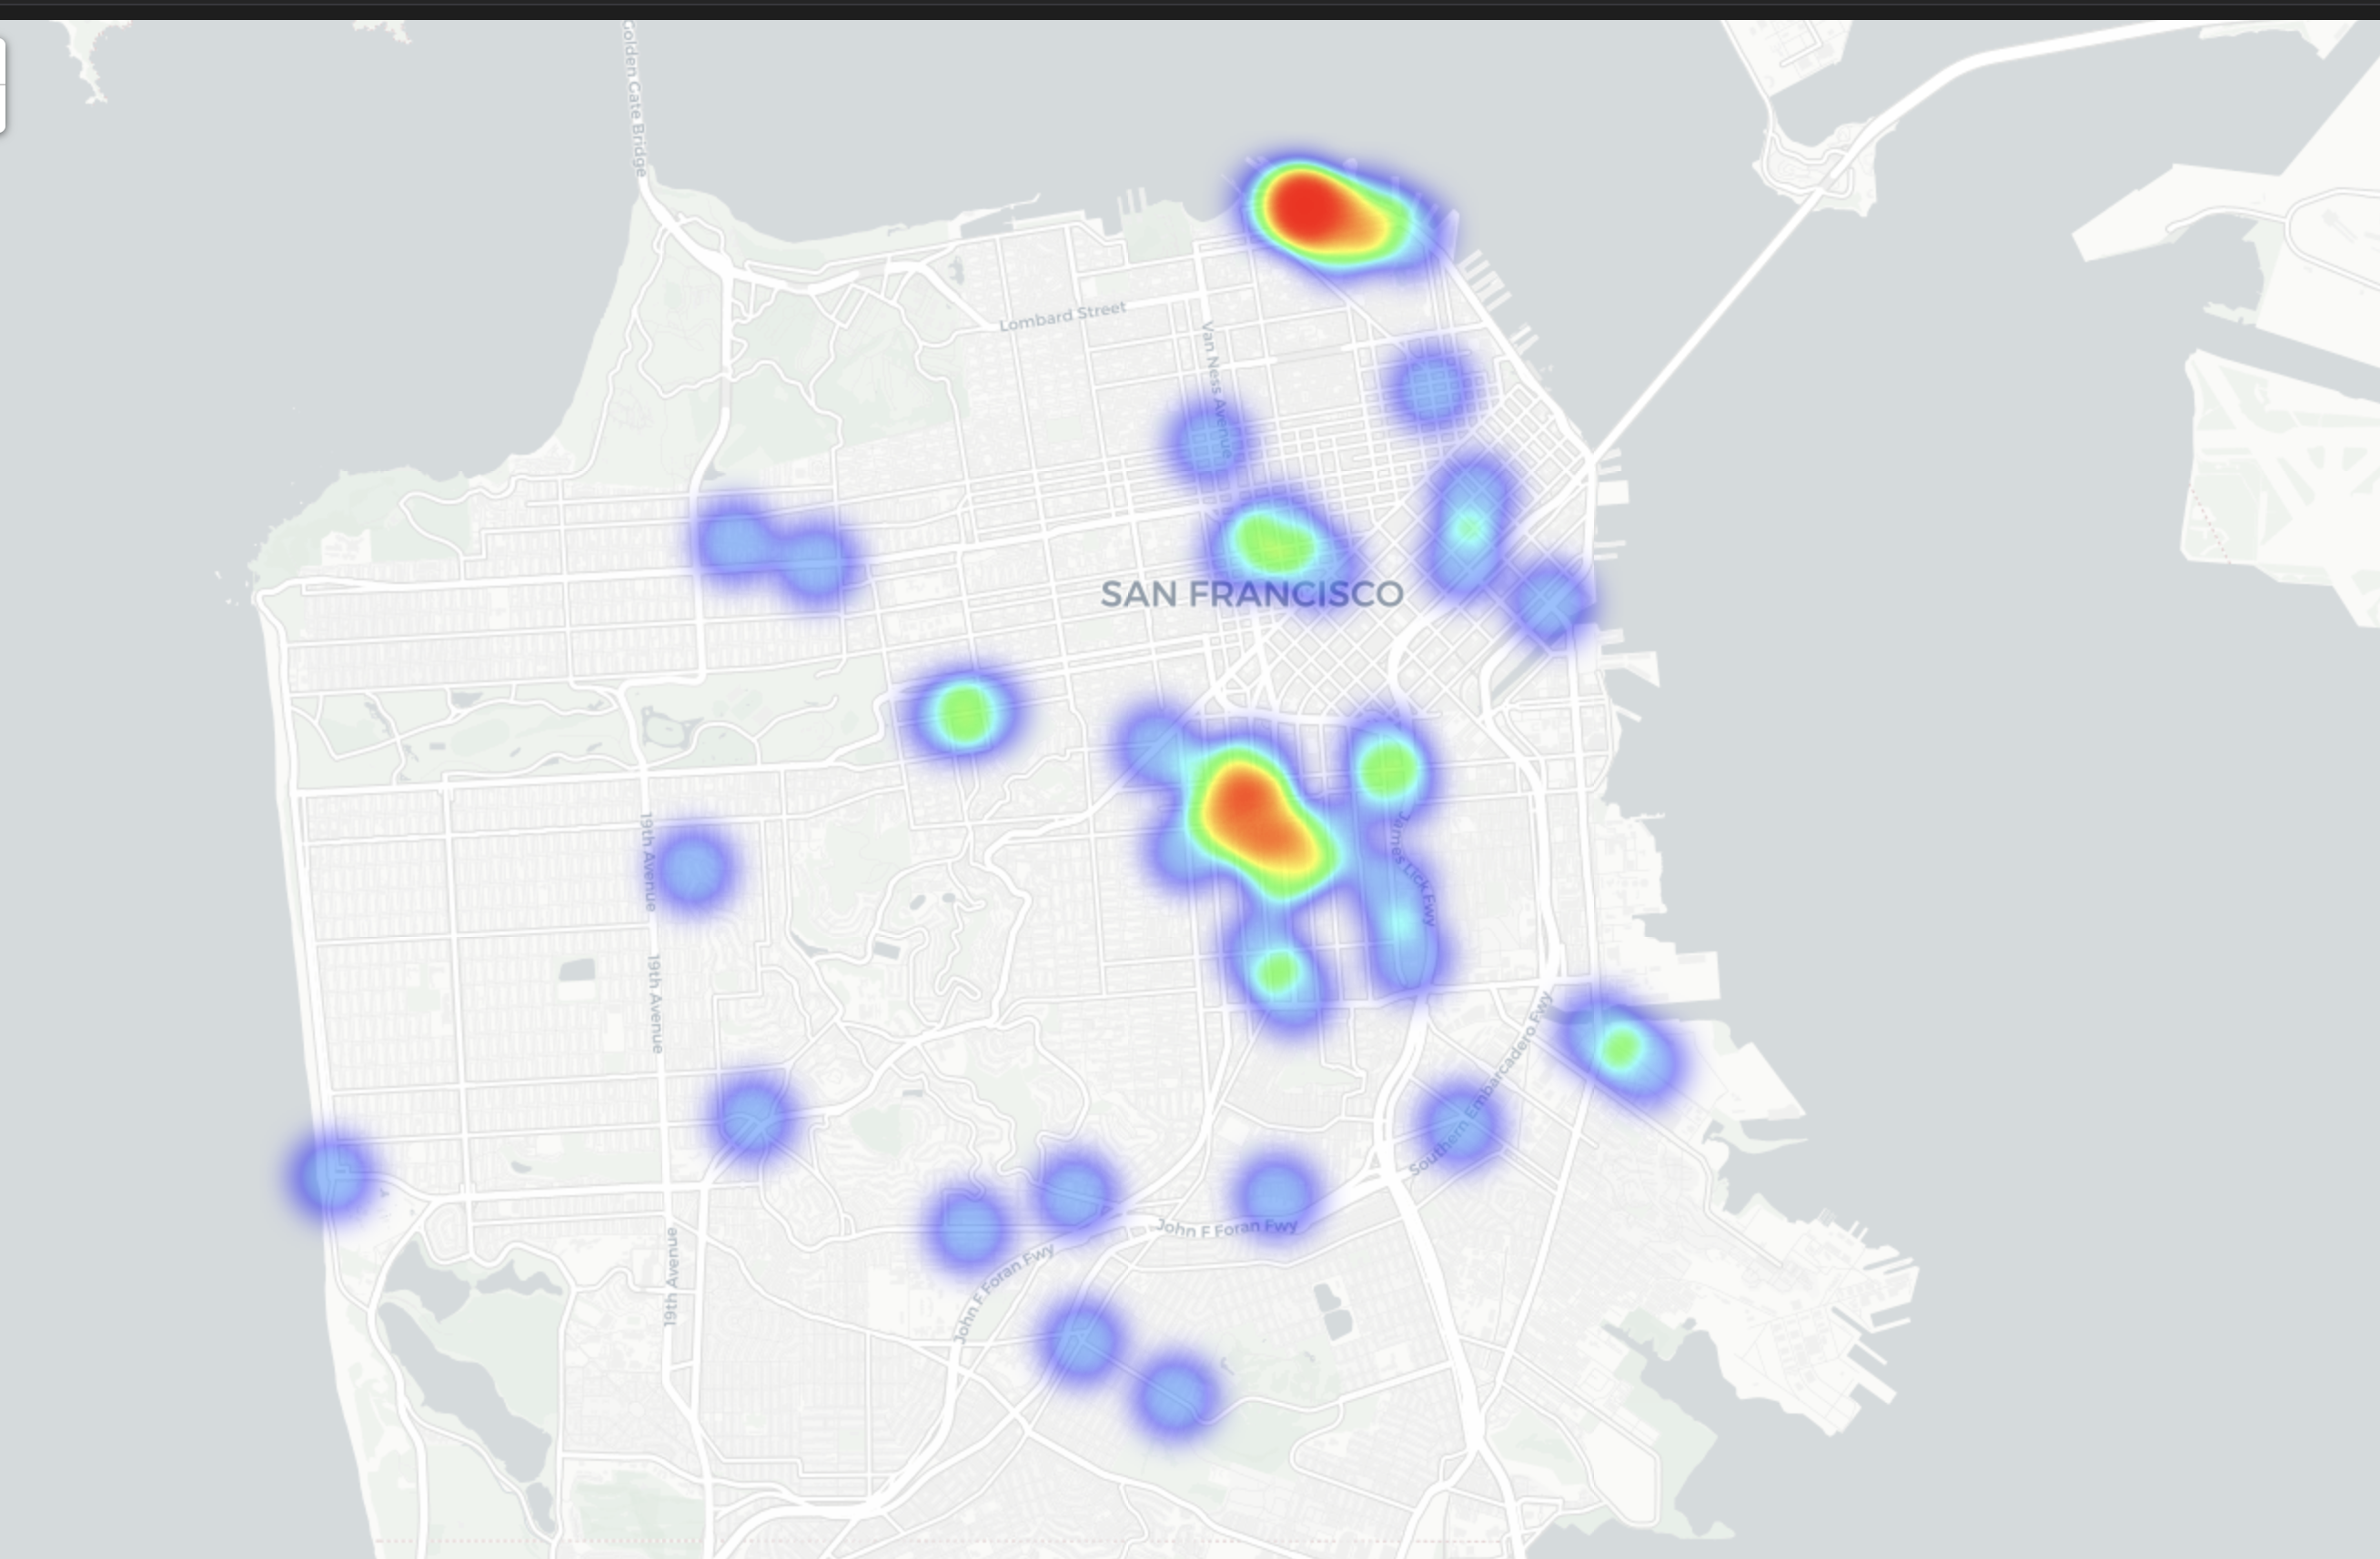 Golden Gate Bridge
Lombard Street
Van Ness Avenue
SAN FRANCISCO
19th Avenue
James Lick Fwy
19th Avenue
Southern Embarcadero Fwy
John F Foran Fwy
John F Foran Fwy
19th Avenue